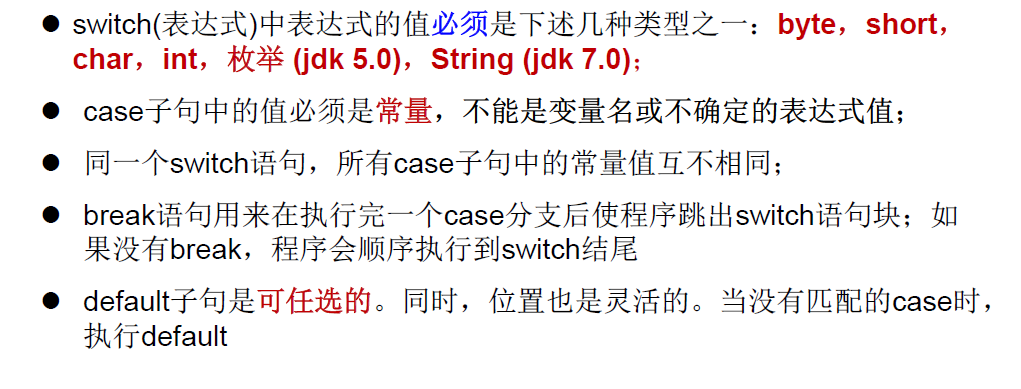 ● switch(表达式)中表达式的值必须是下述几种类型之一：byte，short，
char，int，枚举 (jdk 5.0)，String (jdk 7.0)；
● case子句中的值必须是常量，不能是变量名或不确定的表达式值；
● 同一个switch语句，所有case子句中的常量值互不相同；
● break语句用来在执行完一个case分支后使程序跳出switch语句块；如
果没有break，程序会顺序执行到switch结尾
● default子句是可任选的。同时，位置也是灵活的。当没有匹配的case时，
执行default